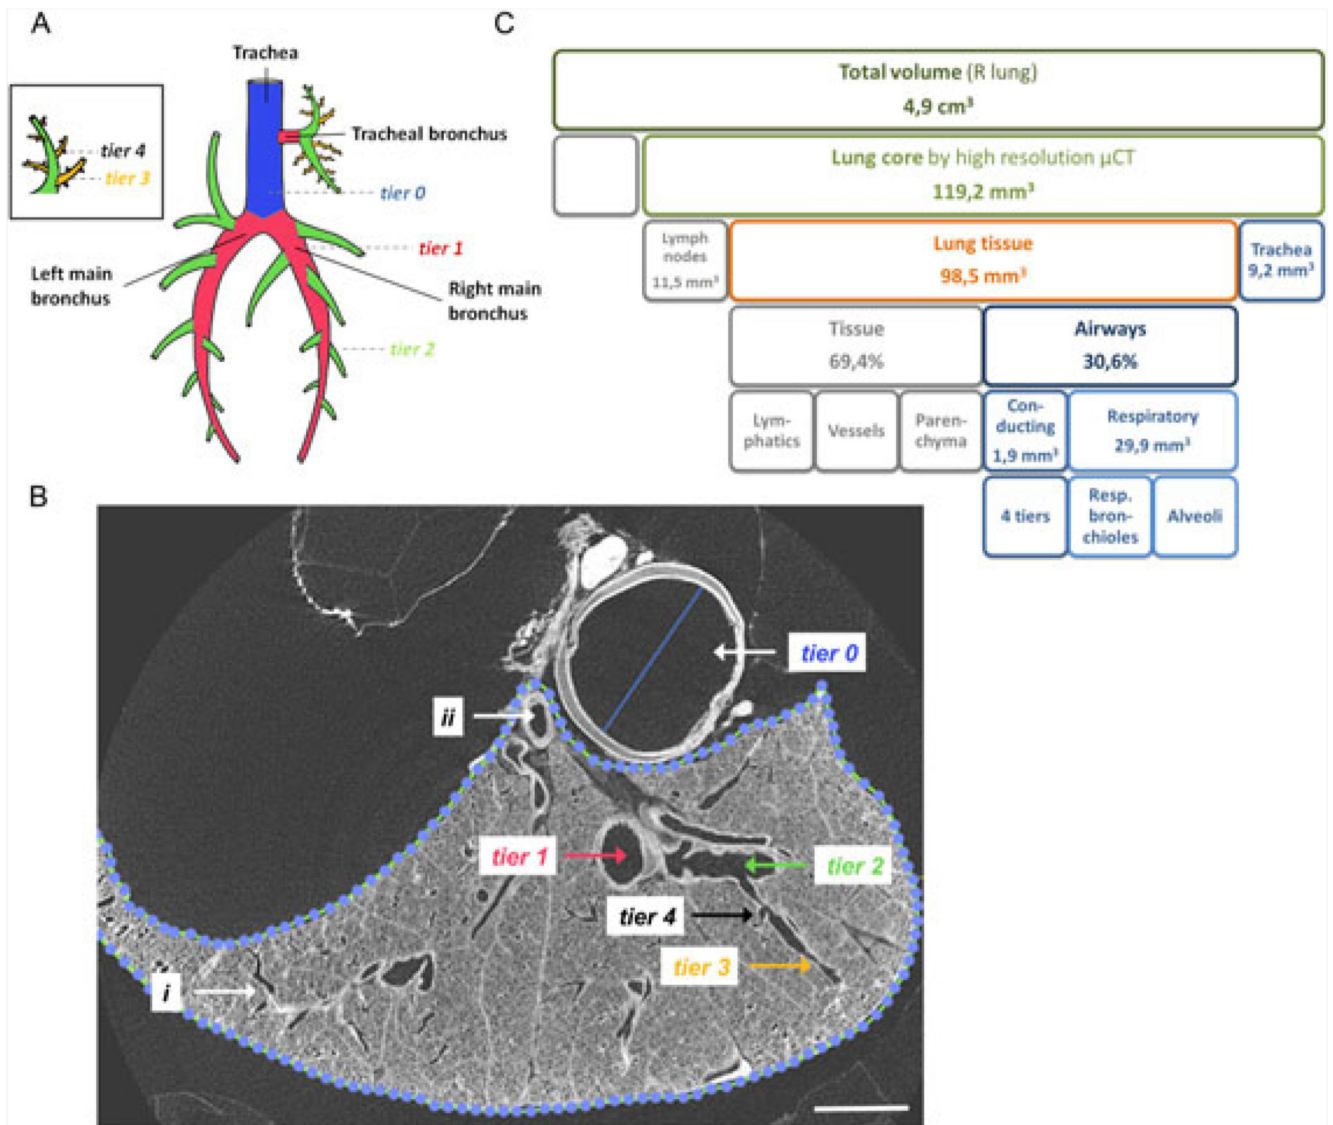 A
Trachea
tier 4
tier 3
Tracheal bronchus
tier 0
tier 1
Left main
bronchus
Right main
bronchus
tier 2
C
Total volume (R lung)
4,9 cm³
Lung core by high resolution µCT
119,2 mm³
Lymph
nodes
11,5 mm³
Lung tissue
98,5 mm³
Trachea
9,2 mm³
Tissue
69,4%
Airways
30,6%
Lym-
phatics
Vessels
Paren-
chyma
Con-
ducting
1,9 mm³
Respiratory
29,9 mm³
4 tiers
Resp.
bron-
chioles
Alveoli
B
tier 0
ii
tier 1
tier 2
tier 4
tier 3
i